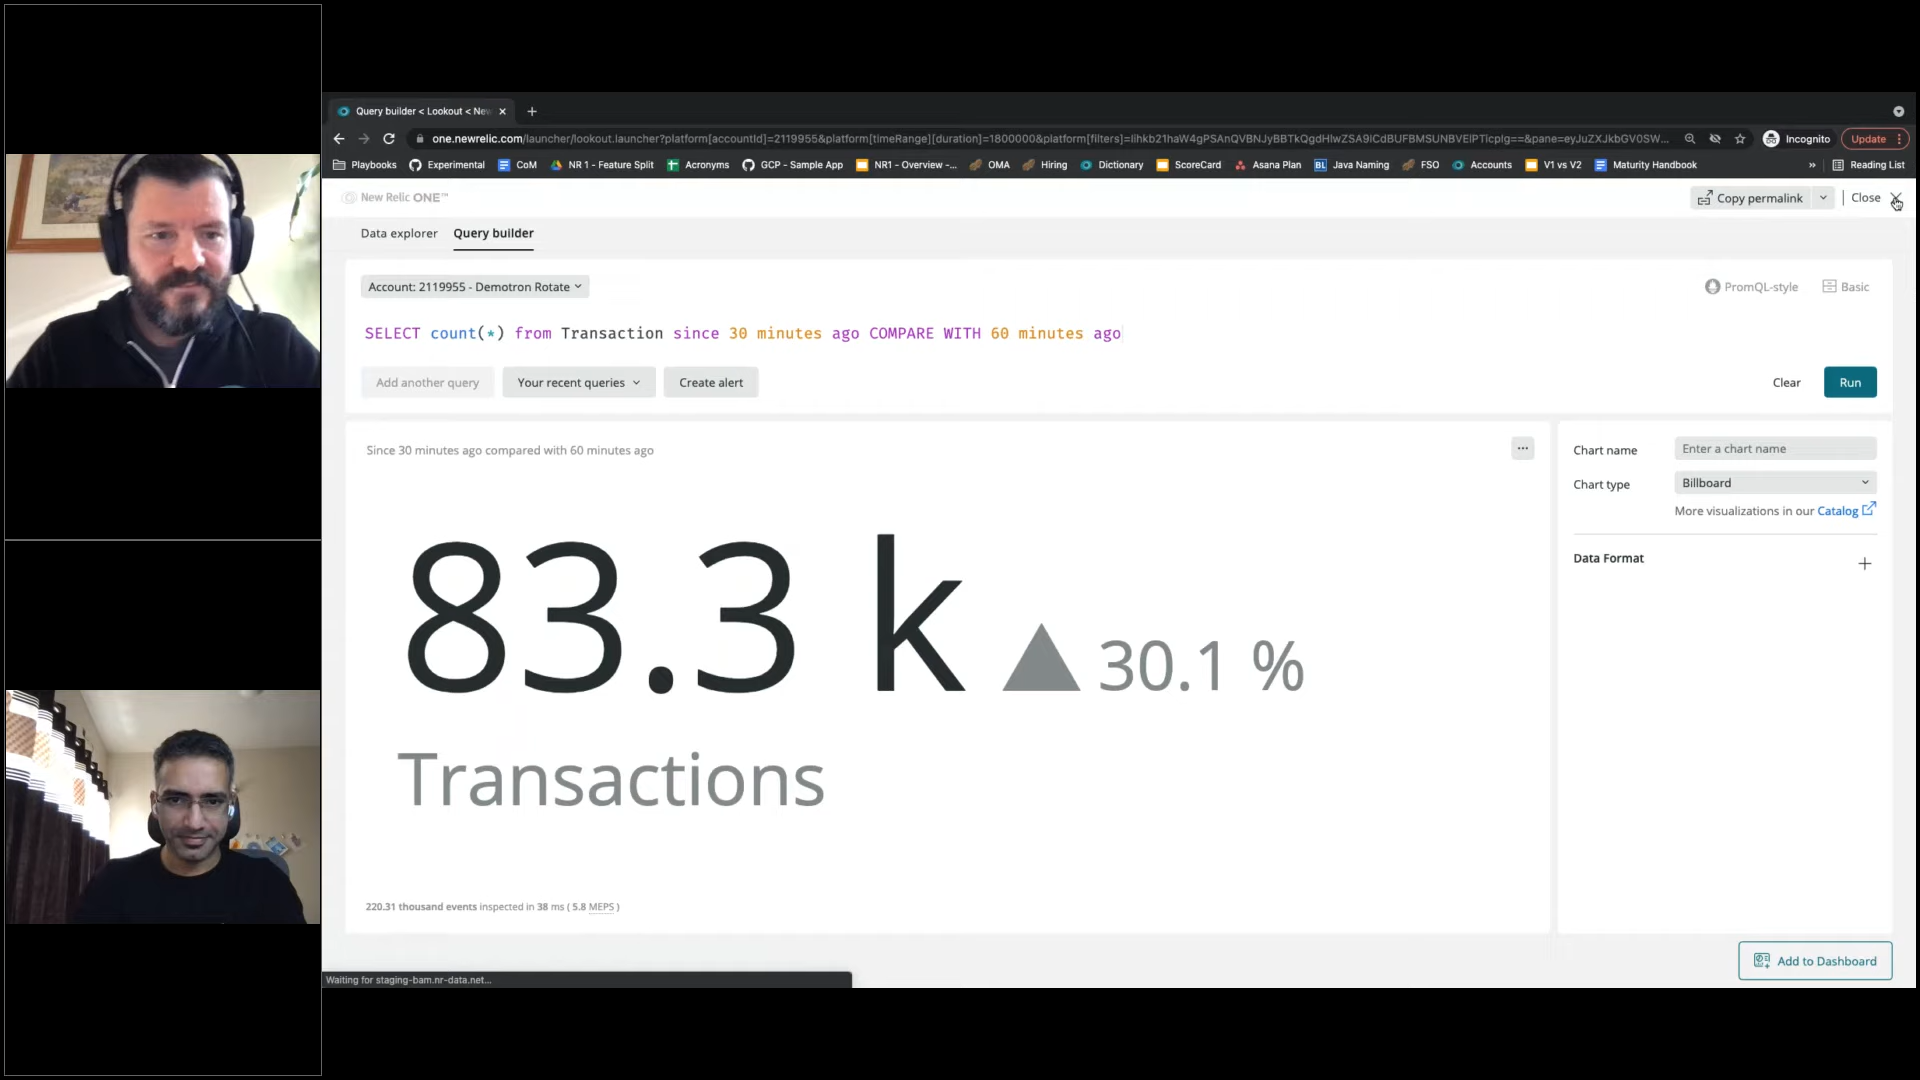 Query builder < Lookout < New
one.newrelic.com/launcher/lookout.launcher?platform[accountId]=2119955&platform[timeRange][duration]=1800000&platform[filters]=
Incognito
Update
Playbooks
Experimental
CoM
NR 1 - Feature Split
Acronyms
GCP - Sample App
NR1 - Overview -...
OMA
Hiring
Dictionary
ScoreCard
Asana Plan
BL
Java Naming
FSO
Accounts
V1 vs V2
Maturity Handbook
»
Reading List
New Relic ONE™
Copy permalink
Close
Data explorer
Query builder
Account: 2119955 - Demotron Rotate
PromQL-style
Basic
SELECT count(*) from Transaction since 30 minutes ago COMPARE WITH 60 minutes ago
Add another query
Your recent queries
Create alert
Clear
Run
Since 30 minutes ago compared with 60 minutes ago
...
Chart name
Enter a chart name
Chart type
Billboard
More visualizations in our Catalog
Data Format
83.3 k
30.1 %
Transactions
220.31 thousand events inspected in 38 ms ( 5.8 MEPS )
Add to Dashboard
Waiting for staging-bam.nr-data.net...